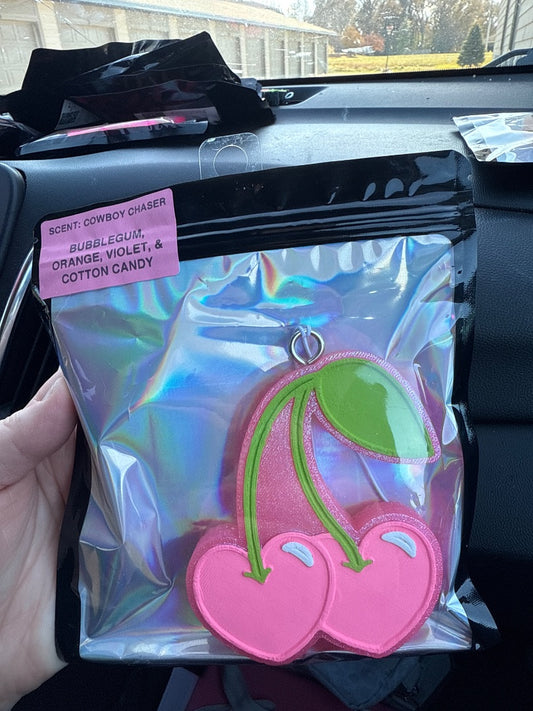 SCENT: COWBOY CHASER
BUBBLEGUM,
ORANGE, VIOLET, &
COTTON CANDY